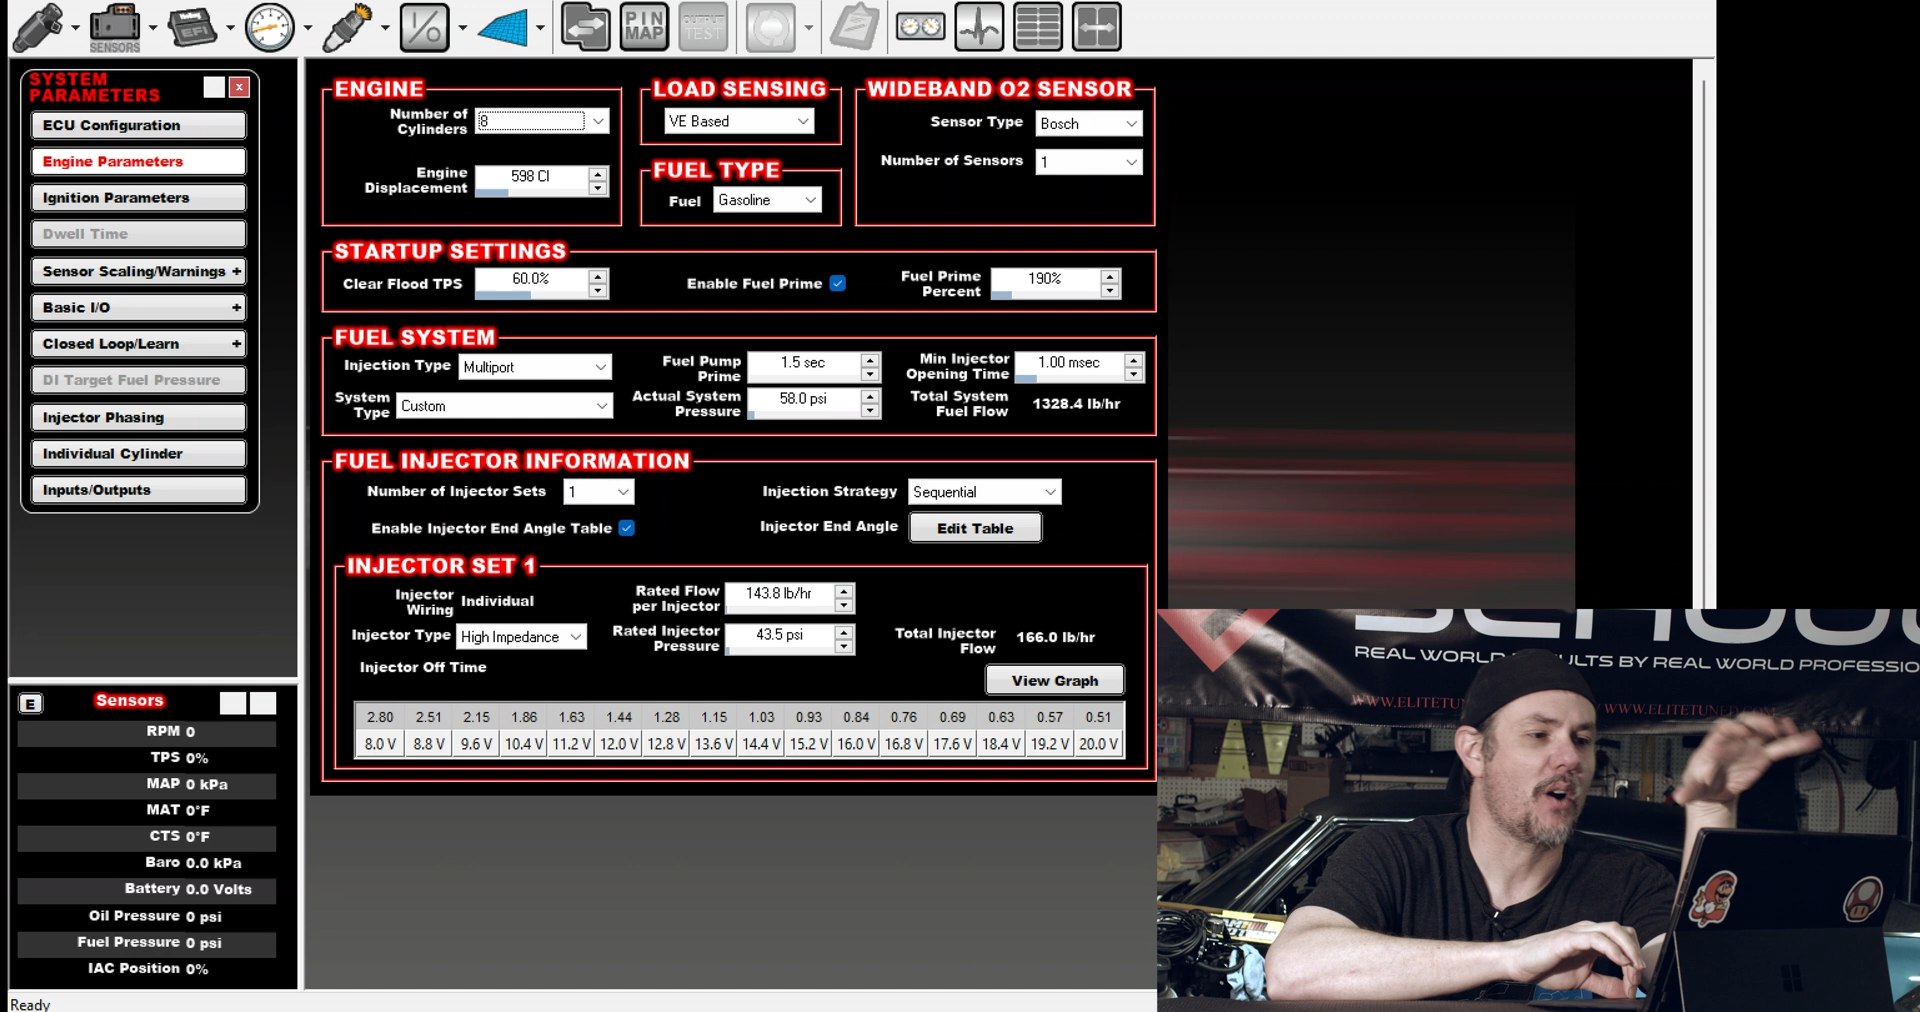 SENSORS
EFI
I/O
PIN
MAP
OUTPUT
TEST
SYSTEM
PARAMETERS
x
ECU Configuration
Engine Parameters
Ignition Parameters
Dwell Time
Sensor Scaling/Warnings +
Basic I/O +
Closed Loop/Learn +
DI Target Fuel Pressure
Injector Phasing
Individual Cylinder
Inputs/Outputs
ENGINE
Number of
Cylinders 8
Engine
Displacement 598 CI
LOAD SENSING
VE Based
FUEL TYPE
Fuel Gasoline
WIDEBAND O2 SENSOR
Sensor Type Bosch
Number of Sensors 1
STARTUP SETTINGS
Clear Flood TPS 60.0%
Enable Fuel Prime
Fuel Prime
Percent 190%
FUEL SYSTEM
Injection Type Multiport
System
Type Custom
Fuel Pump
Prime 1.5 sec
Actual System
Pressure 58.0 psi
Min Injector
Opening Time 1.00 msec
Total System
Fuel Flow 1328.4 lb/hr
FUEL INJECTOR INFORMATION
Number of Injector Sets 1
Injection Strategy Sequential
Enable Injector End Angle Table
Injector End Angle Edit Table
INJECTOR SET 1
Injector
Wiring Individual
Rated Flow
per Injector 143.8 lb/hr
Injector Type High Impedance
Rated Injector
Pressure 43.5 psi
Total Injector
Flow 166.0 lb/hr
Injector Off Time
View Graph
2.80 2.51 2.15 1.86 1.63 1.44 1.28 1.15 1.03 0.93 0.84 0.76 0.69 0.63 0.57 0.51
8.0 V 8.8 V 9.6 V 10.4 V 11.2 V 12.0 V 12.8 V 13.6 V 14.4 V 15.2 V 16.0 V 16.8 V 17.6 V 18.4 V 19.2 V 20.0 V
E Sensors
RPM 0
TPS 0%
MAP 0 kPa
MAT 0°F
CTS 0°F
Baro 0.0 kPa
Battery 0.0 Volts
Oil Pressure 0 psi
Fuel Pressure 0 psi
IAC Position 0%
Ready
REAL WORLD RESULTS BY REAL WORLD PROFESSIO